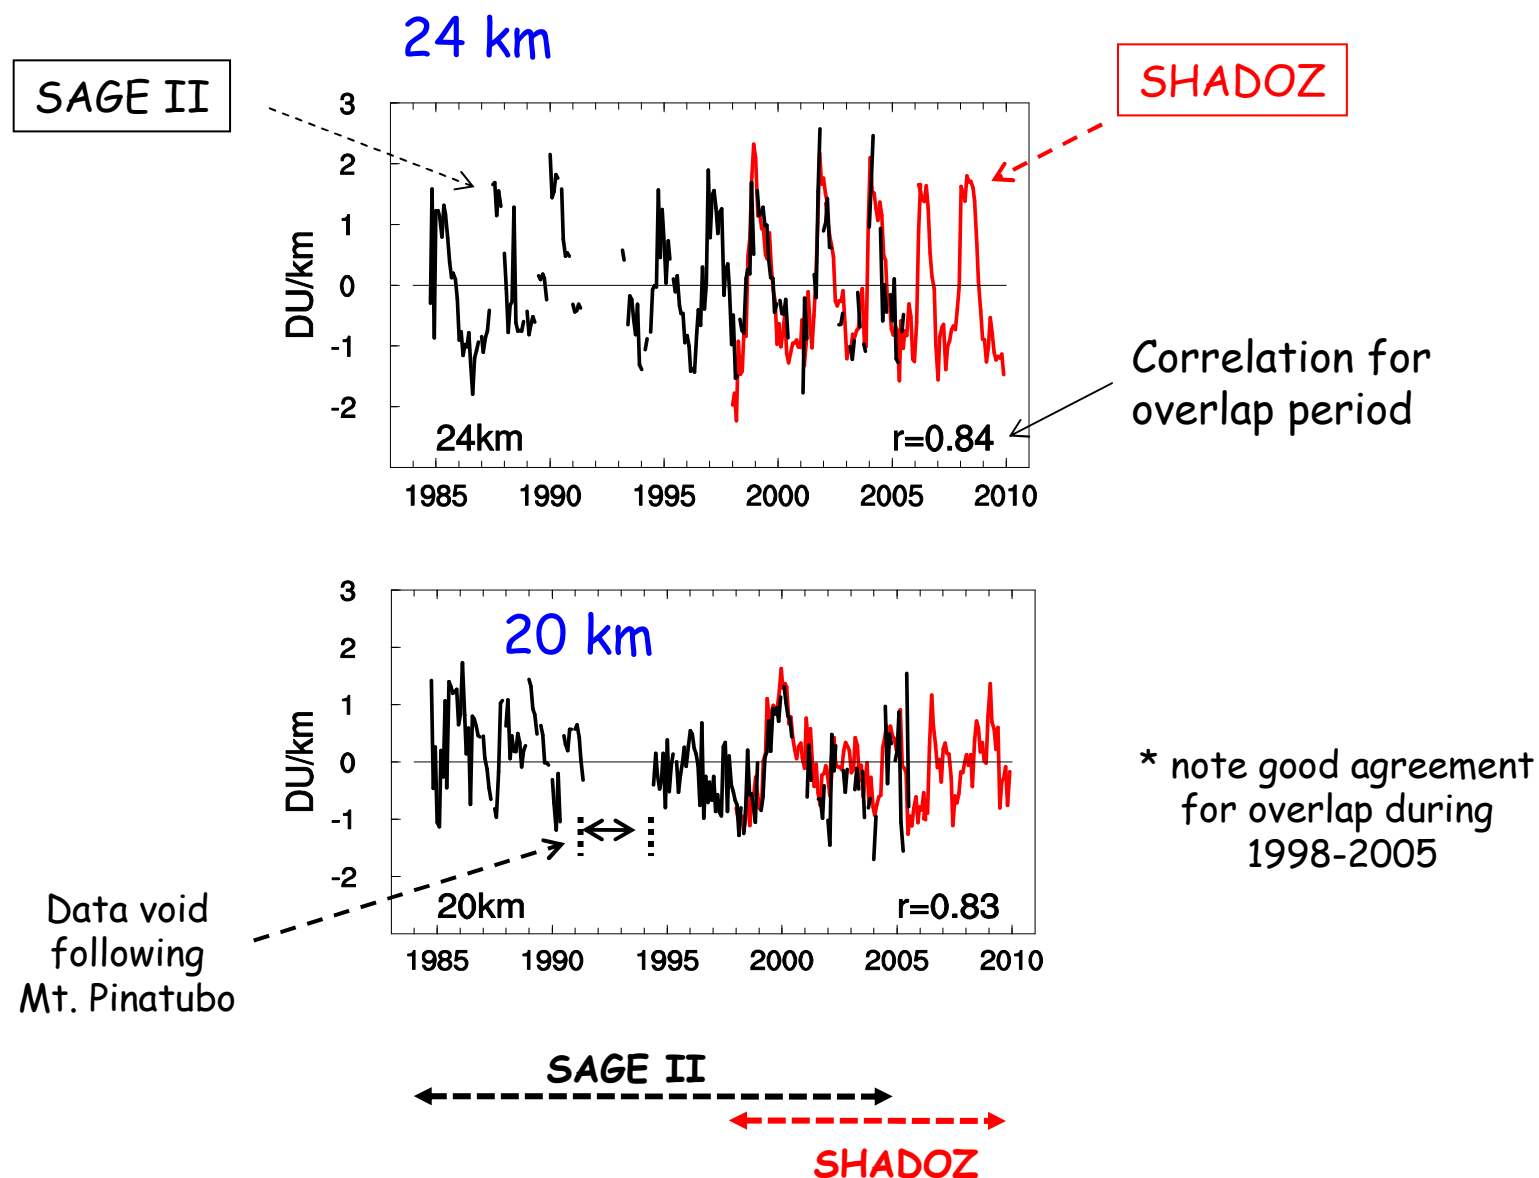 24 km
SAGE II
SHADOZ
3
2
1
0
-1
-2
DU/km
24km
r=0.84
1985 1990 1995 2000 2005 2010
Correlation for
overlap period
20 km
3
2
1
0
-1
-2
DU/km
20km
r=0.83
1985 1990 1995 2000 2005 2010
* note good agreement
for overlap during
1998-2005
Data void
following
Mt. Pinatubo
SAGE II
SHADOZ